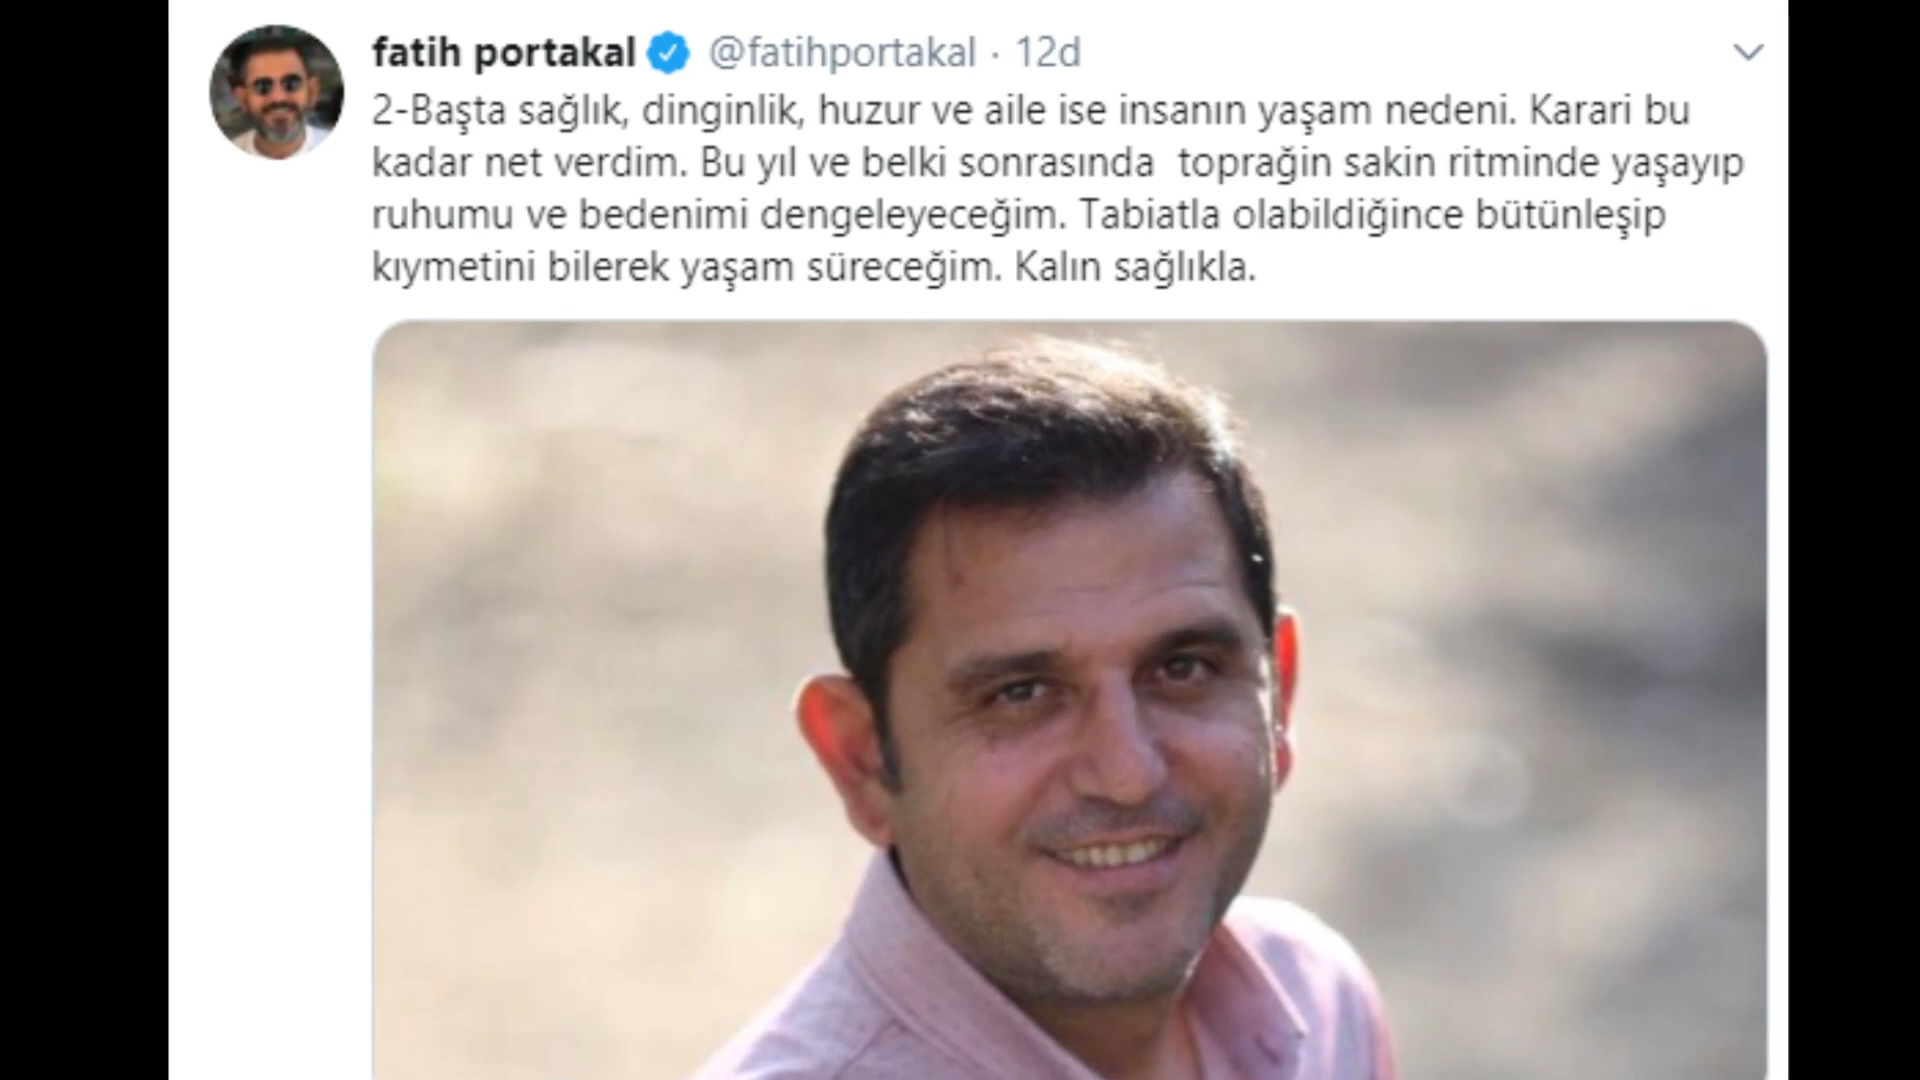 fatih portakal @fatihportakal · 12d
2-Başta sağlık, dinginlik, huzur ve aile ise insanın yaşam nedeni. Karari bu
kadar net verdim. Bu yıl ve belki sonrasında toprağin sakin ritminde yaşayıp
ruhumu ve bedenimi dengeleyeceğim. Tabiatla olabildiğince bütünleşip
kıymetini bilerek yaşam süreceğim. Kalın sağlıkla.